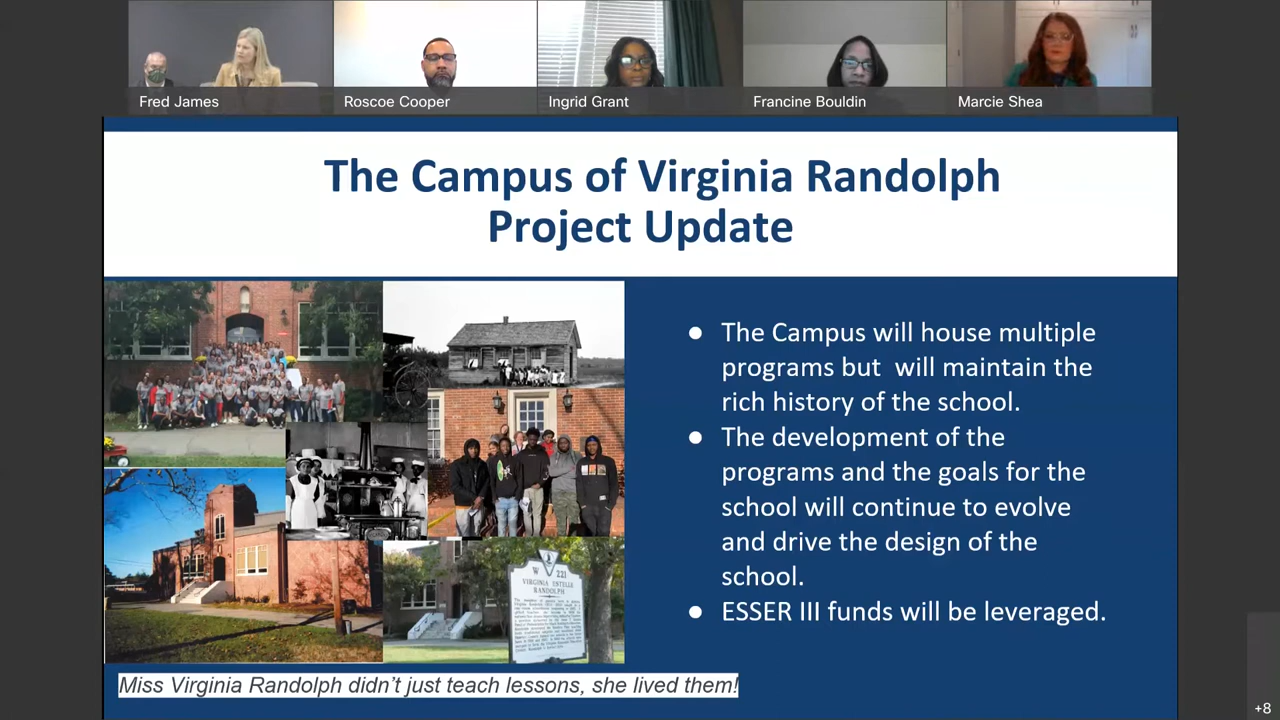 Fred James
Roscoe Cooper
Ingrid Grant
Francine Bouldin
Marcie Shea
The Campus of Virginia Randolph
Project Update
● The Campus will house multiple
programs but will maintain the
rich history of the school.
● The development of the
programs and the goals for the
school will continue to evolve
and drive the design of the
school.
● ESSER III funds will be leveraged.
W 221
VIRGINIA ESTELLE
RANDOLPH
Miss Virginia Randolph didn't just teach lessons, she lived them!
+8